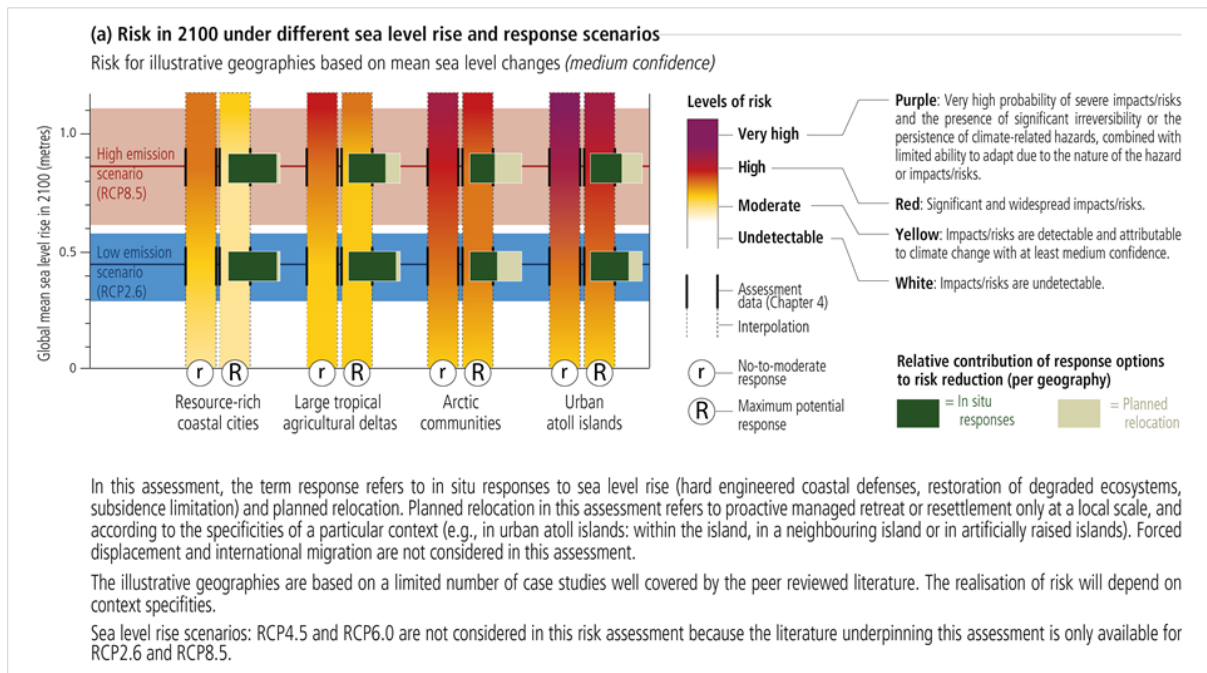 (a) Risk in 2100 under different sea level rise and response scenarios
Risk for illustrative geographies based on mean sea level changes (medium confidence)
Global mean sea level rise in 2100 (metres)
1.0
0.5
0
High emission
scenario
(RCP8.5)
Low emission
scenario
(RCP2.6)
r
R
r
R
r
R
r
R
Resource-rich
coastal cities
Large tropical
agricultural deltas
Arctic
communities
Urban
atoll islands
Levels of risk
Very high
High
Moderate
Undetectable
Assessment
data (Chapter 4)
Interpolation
r
No-to-moderate
response
R
Maximum potential
response
Purple: Very high probability of severe impacts/risks
and the presence of significant irreversibility or the
persistence of climate-related hazards, combined with
limited ability to adapt due to the nature of the hazard
or impacts/risks.
Red: Significant and widespread impacts/risks.
Yellow: Impacts/risks are detectable and attributable
to climate change with at least medium confidence.
White: Impacts/risks are undetectable.
Relative contribution of response options
to risk reduction (per geography)
= In situ
responses
= Planned
relocation
In this assessment, the term response refers to in situ responses to sea level rise (hard engineered coastal defenses, restoration of degraded ecosystems,
subsidence limitation) and planned relocation. Planned relocation in this assessment refers to proactive managed retreat or resettlement only at a local scale, and
according to the specificities of a particular context (e.g., in urban atoll islands: within the island, in a neighbouring island or in artificially raised islands). Forced
displacement and international migration are not considered in this assessment.
The illustrative geographies are based on a limited number of case studies well covered by the peer reviewed literature. The realisation of risk will depend on
context specifities.
Sea level rise scenarios: RCP4.5 and RCP6.0 are not considered in this risk assessment because the literature underpinning this assessment is only available for
RCP2.6 and RCP8.5.